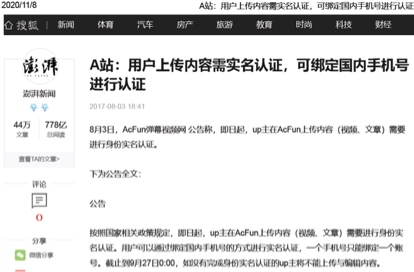 2020/11/8
A站：用户上传内容需实名认证，可绑定国内手机号进行认证
搜狐
新闻 体育 汽车 房产 旅游 教育 时尚 科技 财经
澎湃
澎湃新闻
44万 778亿
文章 总阅读
查看TA的文章>
评论
0
分享
微信分享
A站：用户上传内容需实名认证，可绑定国内手机号
进行认证
2017-08-03 18:41
8月3日，AcFun弹幕视频网 公告称，即日起，up主在AcFun上传内容（视频、文章）需要
进行身份实名认证。
下为公告全文：
公告
按照国家相关政策规定，即日起，up主在AcFun上传内容（视频、文章）需要进行身份实
名认证。用户可以通过绑定国内手机号的方式进行实名认证，一个手机号只能绑定一个账
号。截止到9月27日0:00，如没有完成身份实名认证的up主将不能上传与编辑内容。